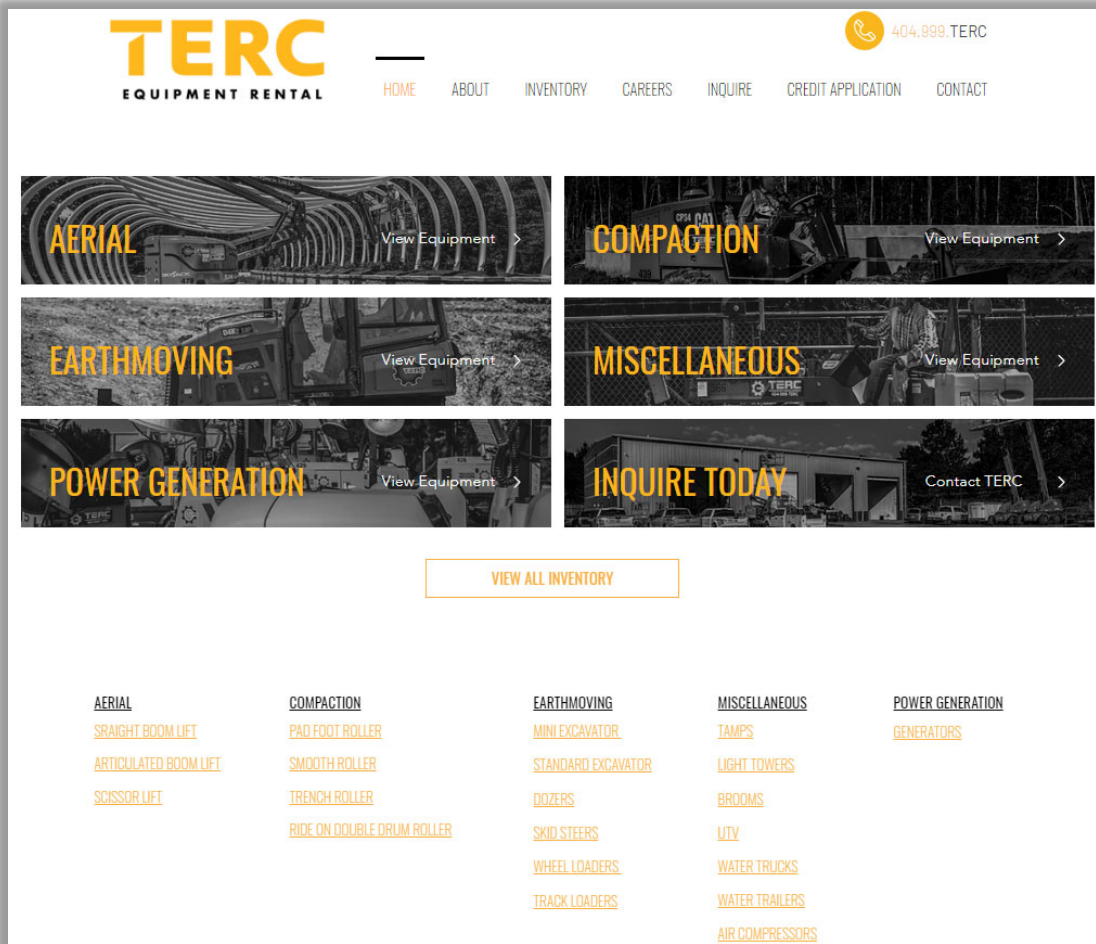 TERC
EQUIPMENT RENTAL
404.999.TERC
HOME ABOUT INVENTORY CAREERS INQUIRE CREDIT APPLICATION CONTACT
AERIAL View Equipment
COMPACTION View Equipment
CP54 CAT
EARTHMOVING View Equipment
MISCELLANEOUS View Equipment
TERC
POWER GENERATION View Equipment
TERC
INQUIRE TODAY Contact TERC
VIEW ALL INVENTORY
AERIAL
SRAIGHT BOOM LIFT
ARTICULATED BOOM LIFT
SCISSOR LIFT
COMPACTION
PAD FOOT ROLLER
SMOOTH ROLLER
TRENCH ROLLER
RIDE ON DOUBLE DRUM ROLLER
EARTHMOVING
MINI EXCAVATOR
STANDARD EXCAVATOR
DOZERS
SKID STEERS
WHEEL LOADERS
TRACK LOADERS
MISCELLANEOUS
TAMPS
LIGHT TOWERS
BROOMS
UTV
WATER TRUCKS
WATER TRAILERS
AIR COMPRESSORS
POWER GENERATION
GENERATORS